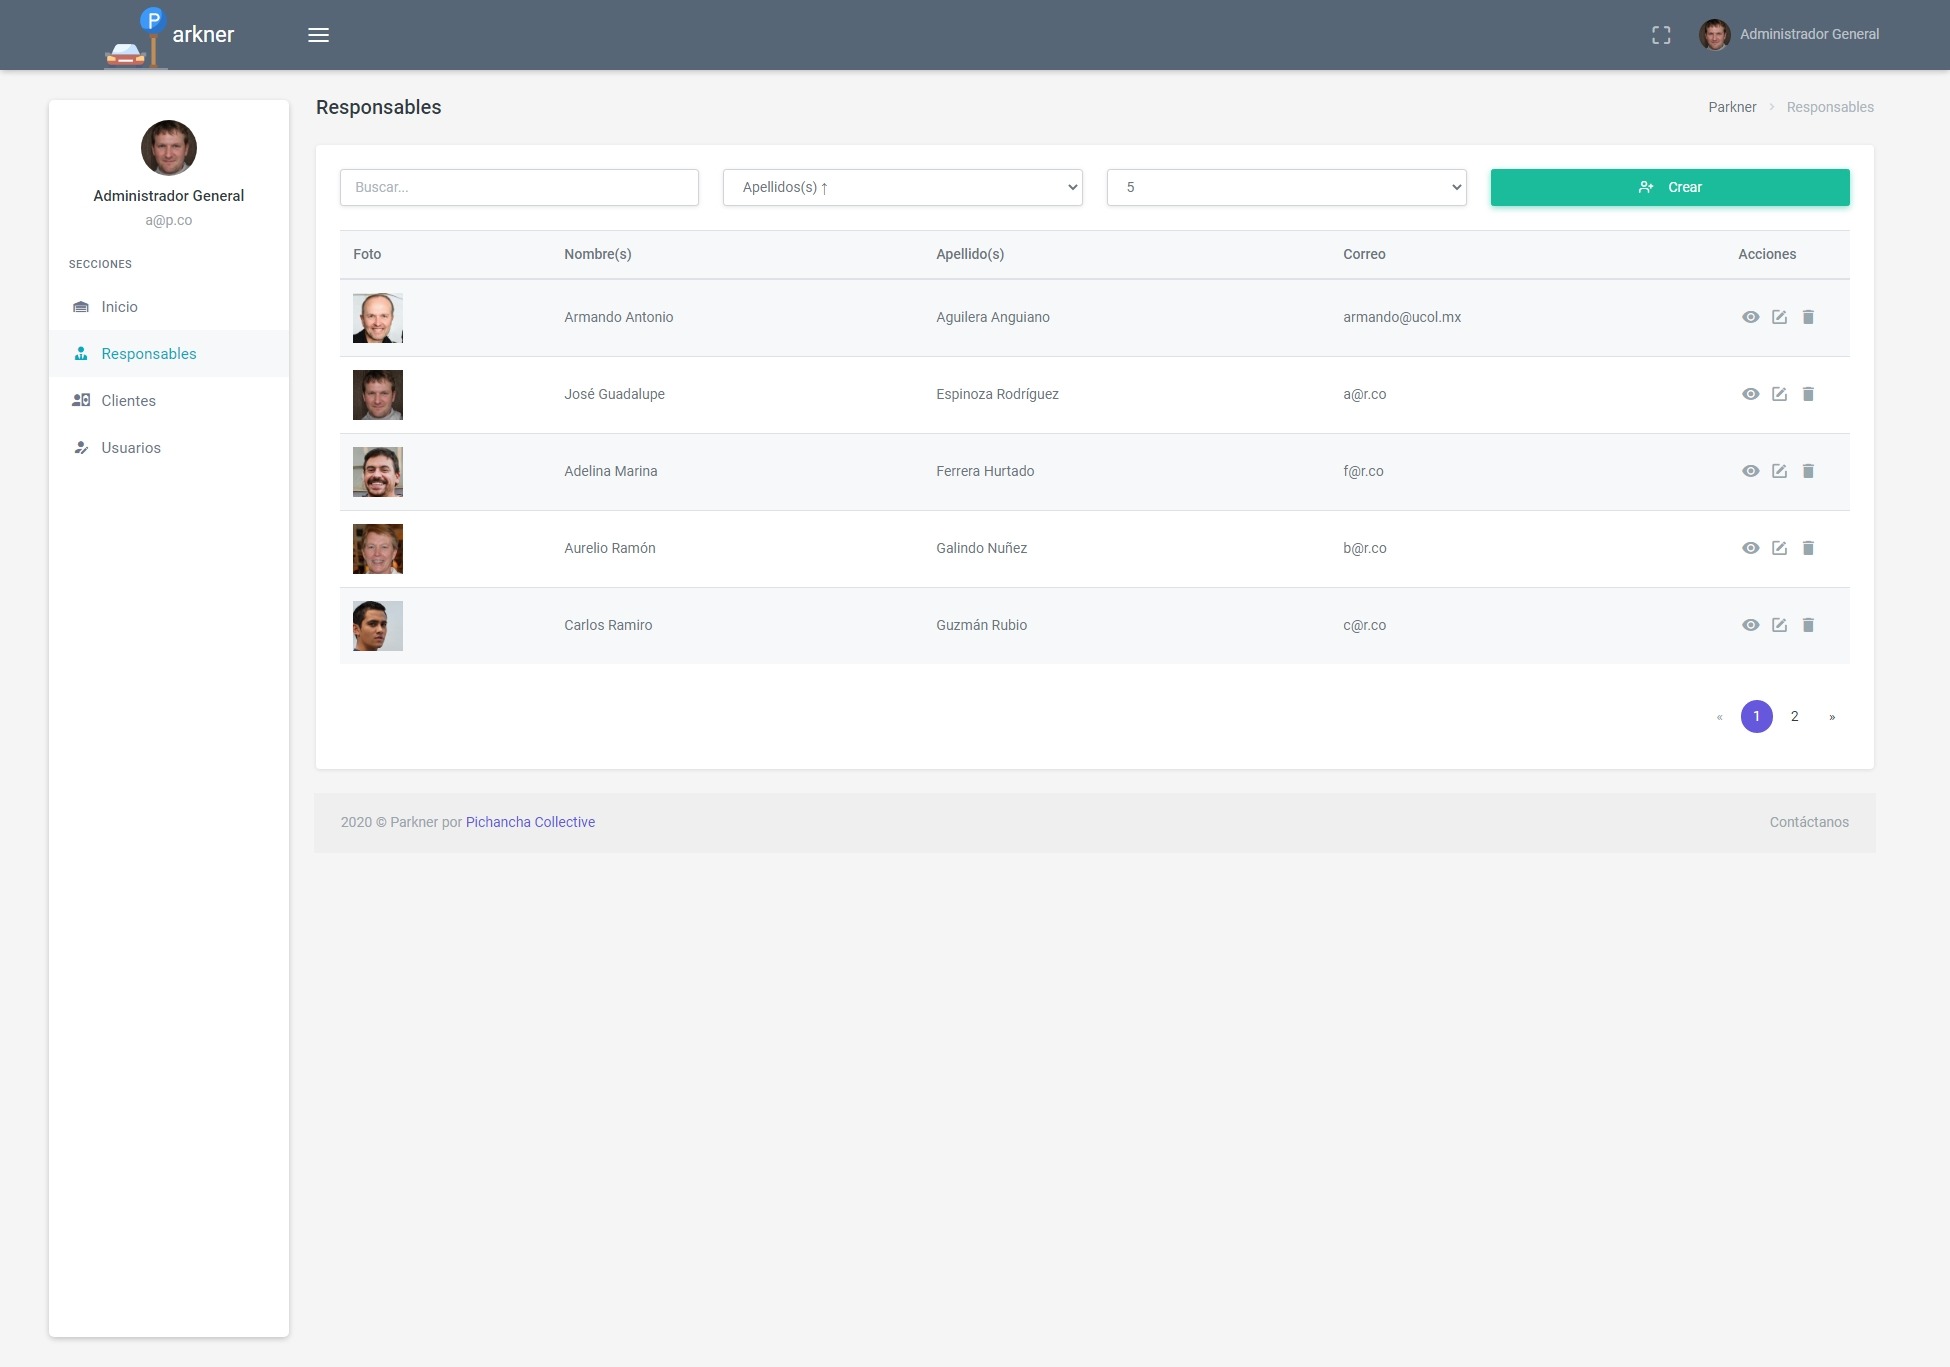 P arkner
Administrador General
Administrador General
a@p.co
SECCIONES
Inicio
Responsables
Clientes
Usuarios
Responsables
Parkner > Responsables
Buscar... Apellidos(s) ↑ 5 Crear
Foto Nombre(s) Apellido(s) Correo Acciones
Armando Antonio Aguilera Anguiano armando@ucol.mx
José Guadalupe Espinoza Rodríguez a@r.co
Adelina Marina Ferrera Hurtado f@r.co
Aurelio Ramón Galindo Nuñez b@r.co
Carlos Ramiro Guzmán Rubio c@r.co
« 1 2 »
2020 © Parkner por Pichancha Collective Contáctanos